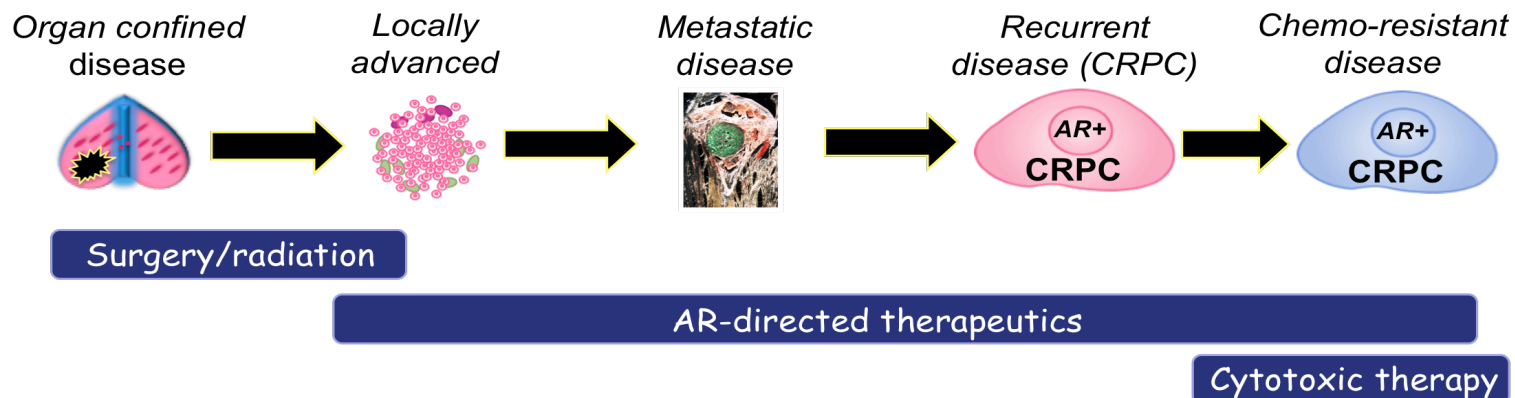 Organ confined
disease
Locally
advanced
Metastatic
disease
Recurrent
disease (CRPC)
Chemo-resistant
disease
AR+
CRPC
AR+
CRPC
Surgery/radiation
AR-directed therapeutics
Cytotoxic therapy